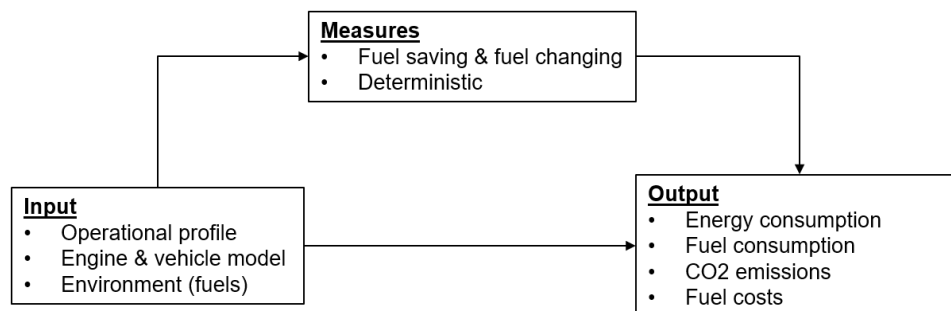 Measures
• Fuel saving & fuel changing
• Deterministic
Input
• Operational profile
• Engine & vehicle model
• Environment (fuels)
Output
• Energy consumption
• Fuel consumption
• CO2 emissions
• Fuel costs